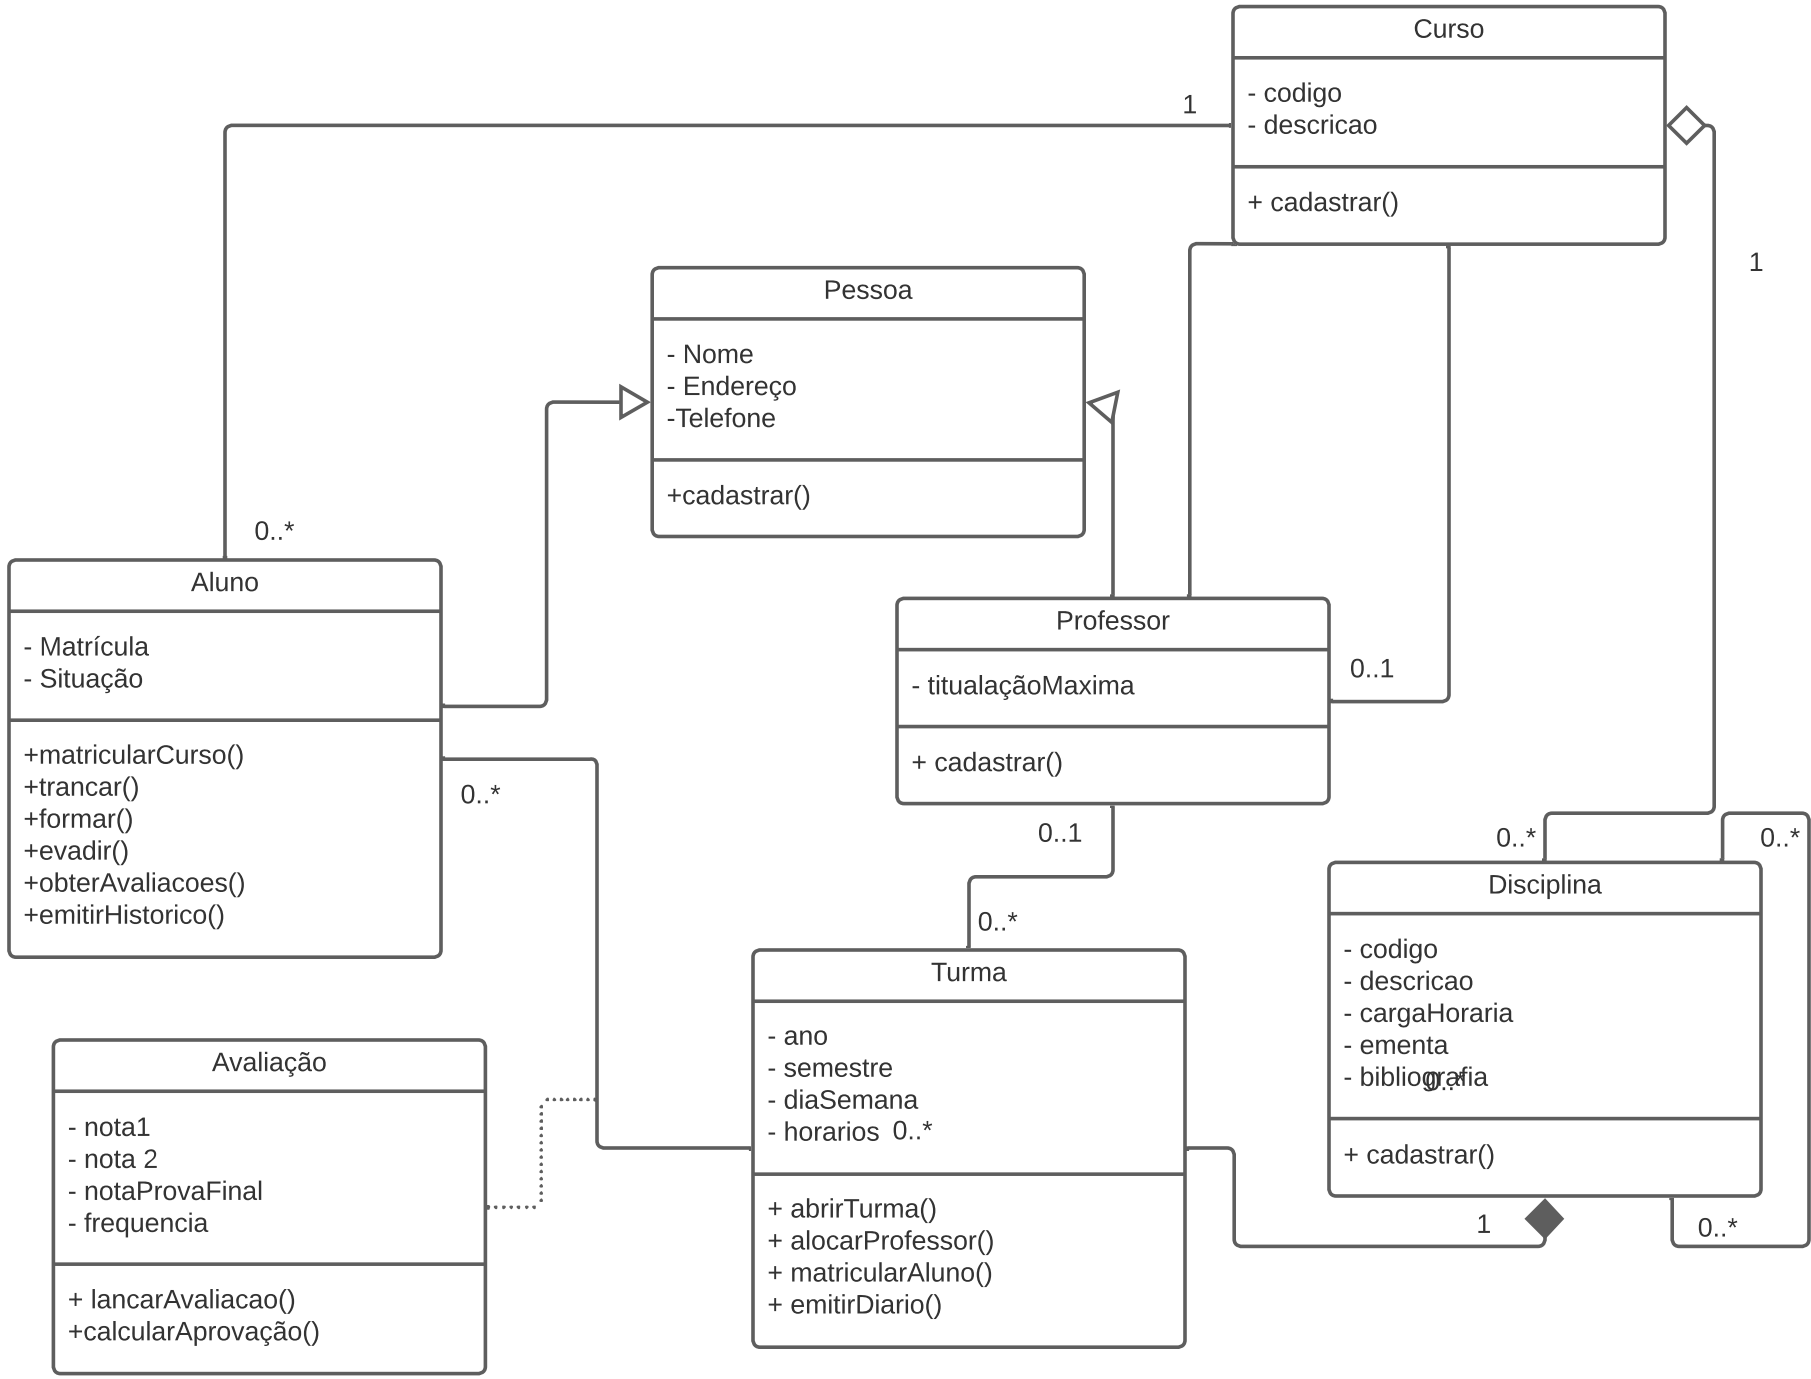 Curso
- codigo
- descricao
+ cadastrar()
1
1
Pessoa
- Nome
- Endereço
-Telefone
+cadastrar()
0..*
Aluno
- Matrícula
- Situação
+matricularCurso()
+trancar()
+formar()
+evadir()
+obterAvaliacoes()
+emitirHistorico()
0..*
Professor
- titualaçãoMaxima
+ cadastrar()
0..1
0..1
0..*
0..*
0..*
Disciplina
- codigo
- descricao
- cargaHoraria
- ementa
- bibliografia
0..*
+ cadastrar()
1
0..*
Turma
- ano
- semestre
- diaSemana
- horarios 0..*
+ abrirTurma()
+ alocarProfessor()
+ matricularAluno()
+ emitirDiario()
Avaliação
- nota1
- nota 2
- notaProvaFinal
- frequencia
+ lancarAvaliacao()
+calcularAprovação()